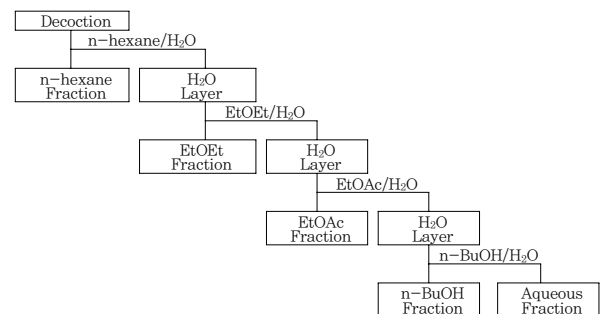 Decoction
n-hexane/H₂O
n-hexane
Fraction
H₂O
Layer
EtOEt/H₂O
EtOEt
Fraction
H₂O
Layer
EtOAc/H₂O
EtOAc
Fraction
H₂O
Layer
n-BuOH/H₂O
n-BuOH
Fraction
Aqueous
Fraction